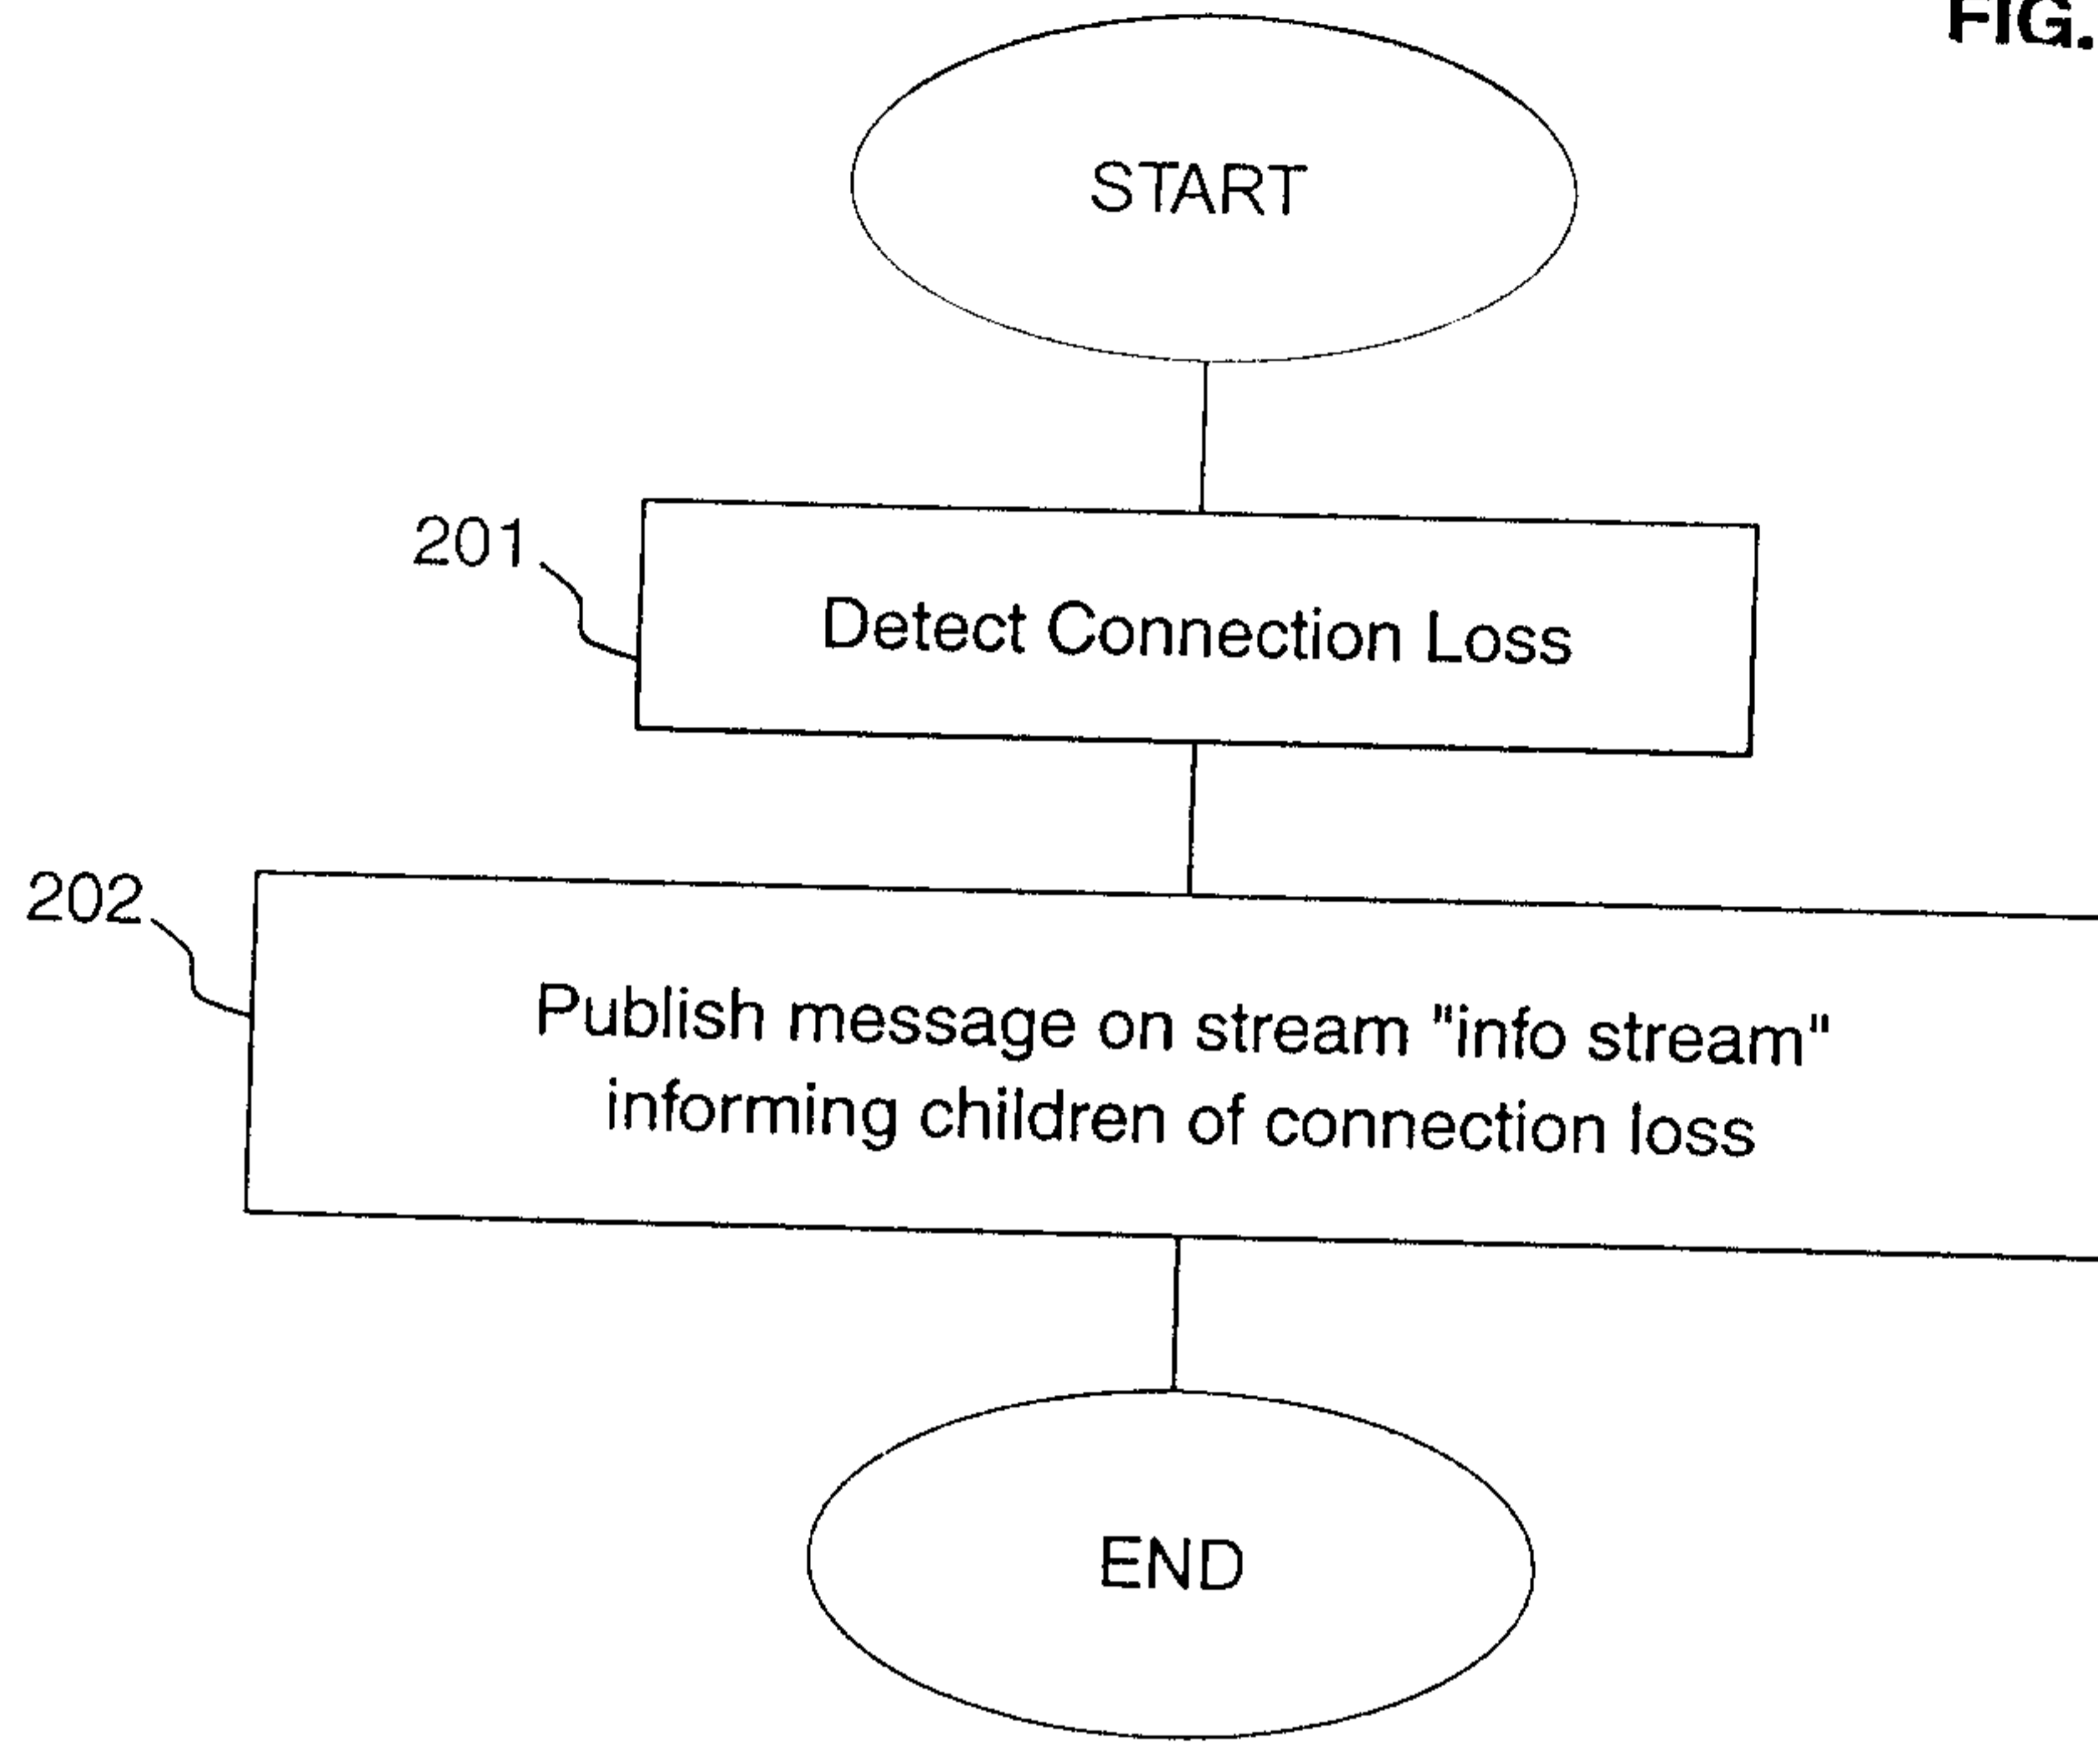 FIG.
START
201
Detect Connection Loss
202
Publish message on stream "info stream"
informing children of connection loss
END